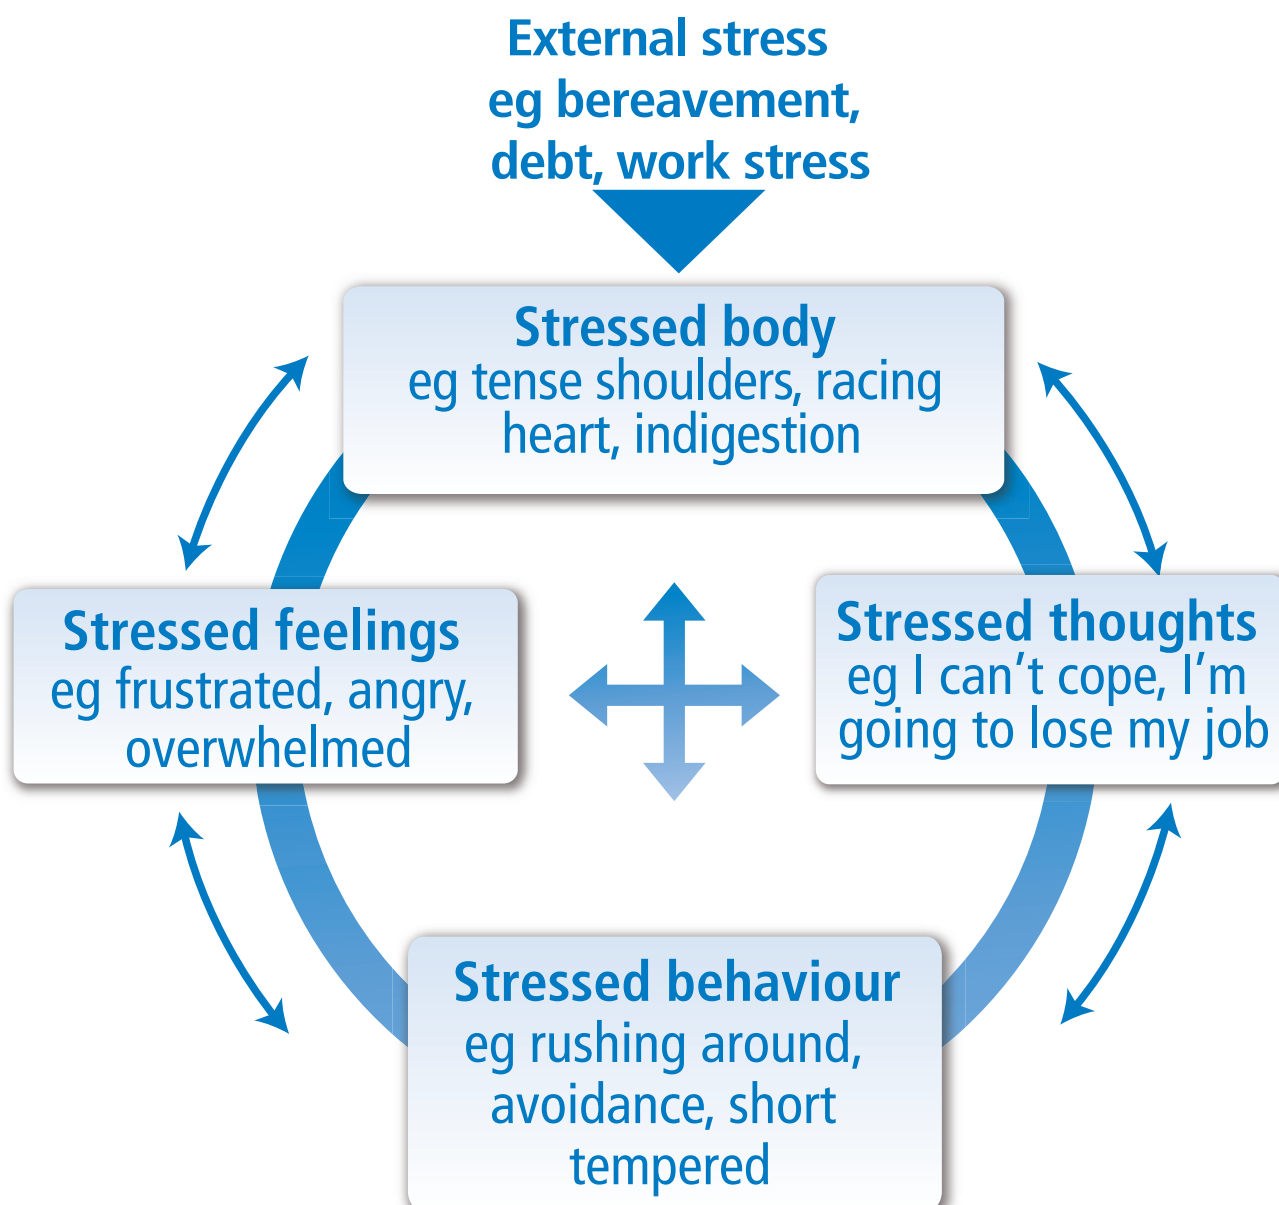 External stress
eg bereavement,
debt, work stress
Stressed body
eg tense shoulders, racing
heart, indigestion
Stressed feelings
eg frustrated, angry,
overwhelmed
Stressed thoughts
eg I can’t cope, I’m
going to lose my job
Stressed behaviour
eg rushing around,
avoidance, short
tempered